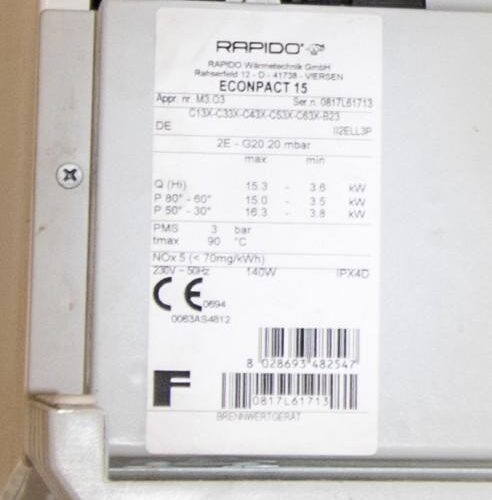 RAPIDO
RAPIDO Wärmetechnik GmbH
Rahserfeld 12 - D - 41738 - VIERSEN
ECONPACT 15
Appr. nr. M3.03 Ser.n. 0817L61713
C13X-C33X-C43X-C53X-C63X-B23
DE II2ELL3P
2E - G20 20 mbar
max min
Q (Hi) 15.3 - 3.6 kW
P 80° - 60° 15.0 - 3.5 kW
P 50° - 30° 16.3 - 3.8 kW
PMS 3 bar
tmax 90 °C
NOx 5 (< 70mg/kWh)
230V ~ 50Hz 140W IPX4D
CE 0694
0063AS4812
8 028693 482547
F
0817L61713
BRENNWERTGERÄT